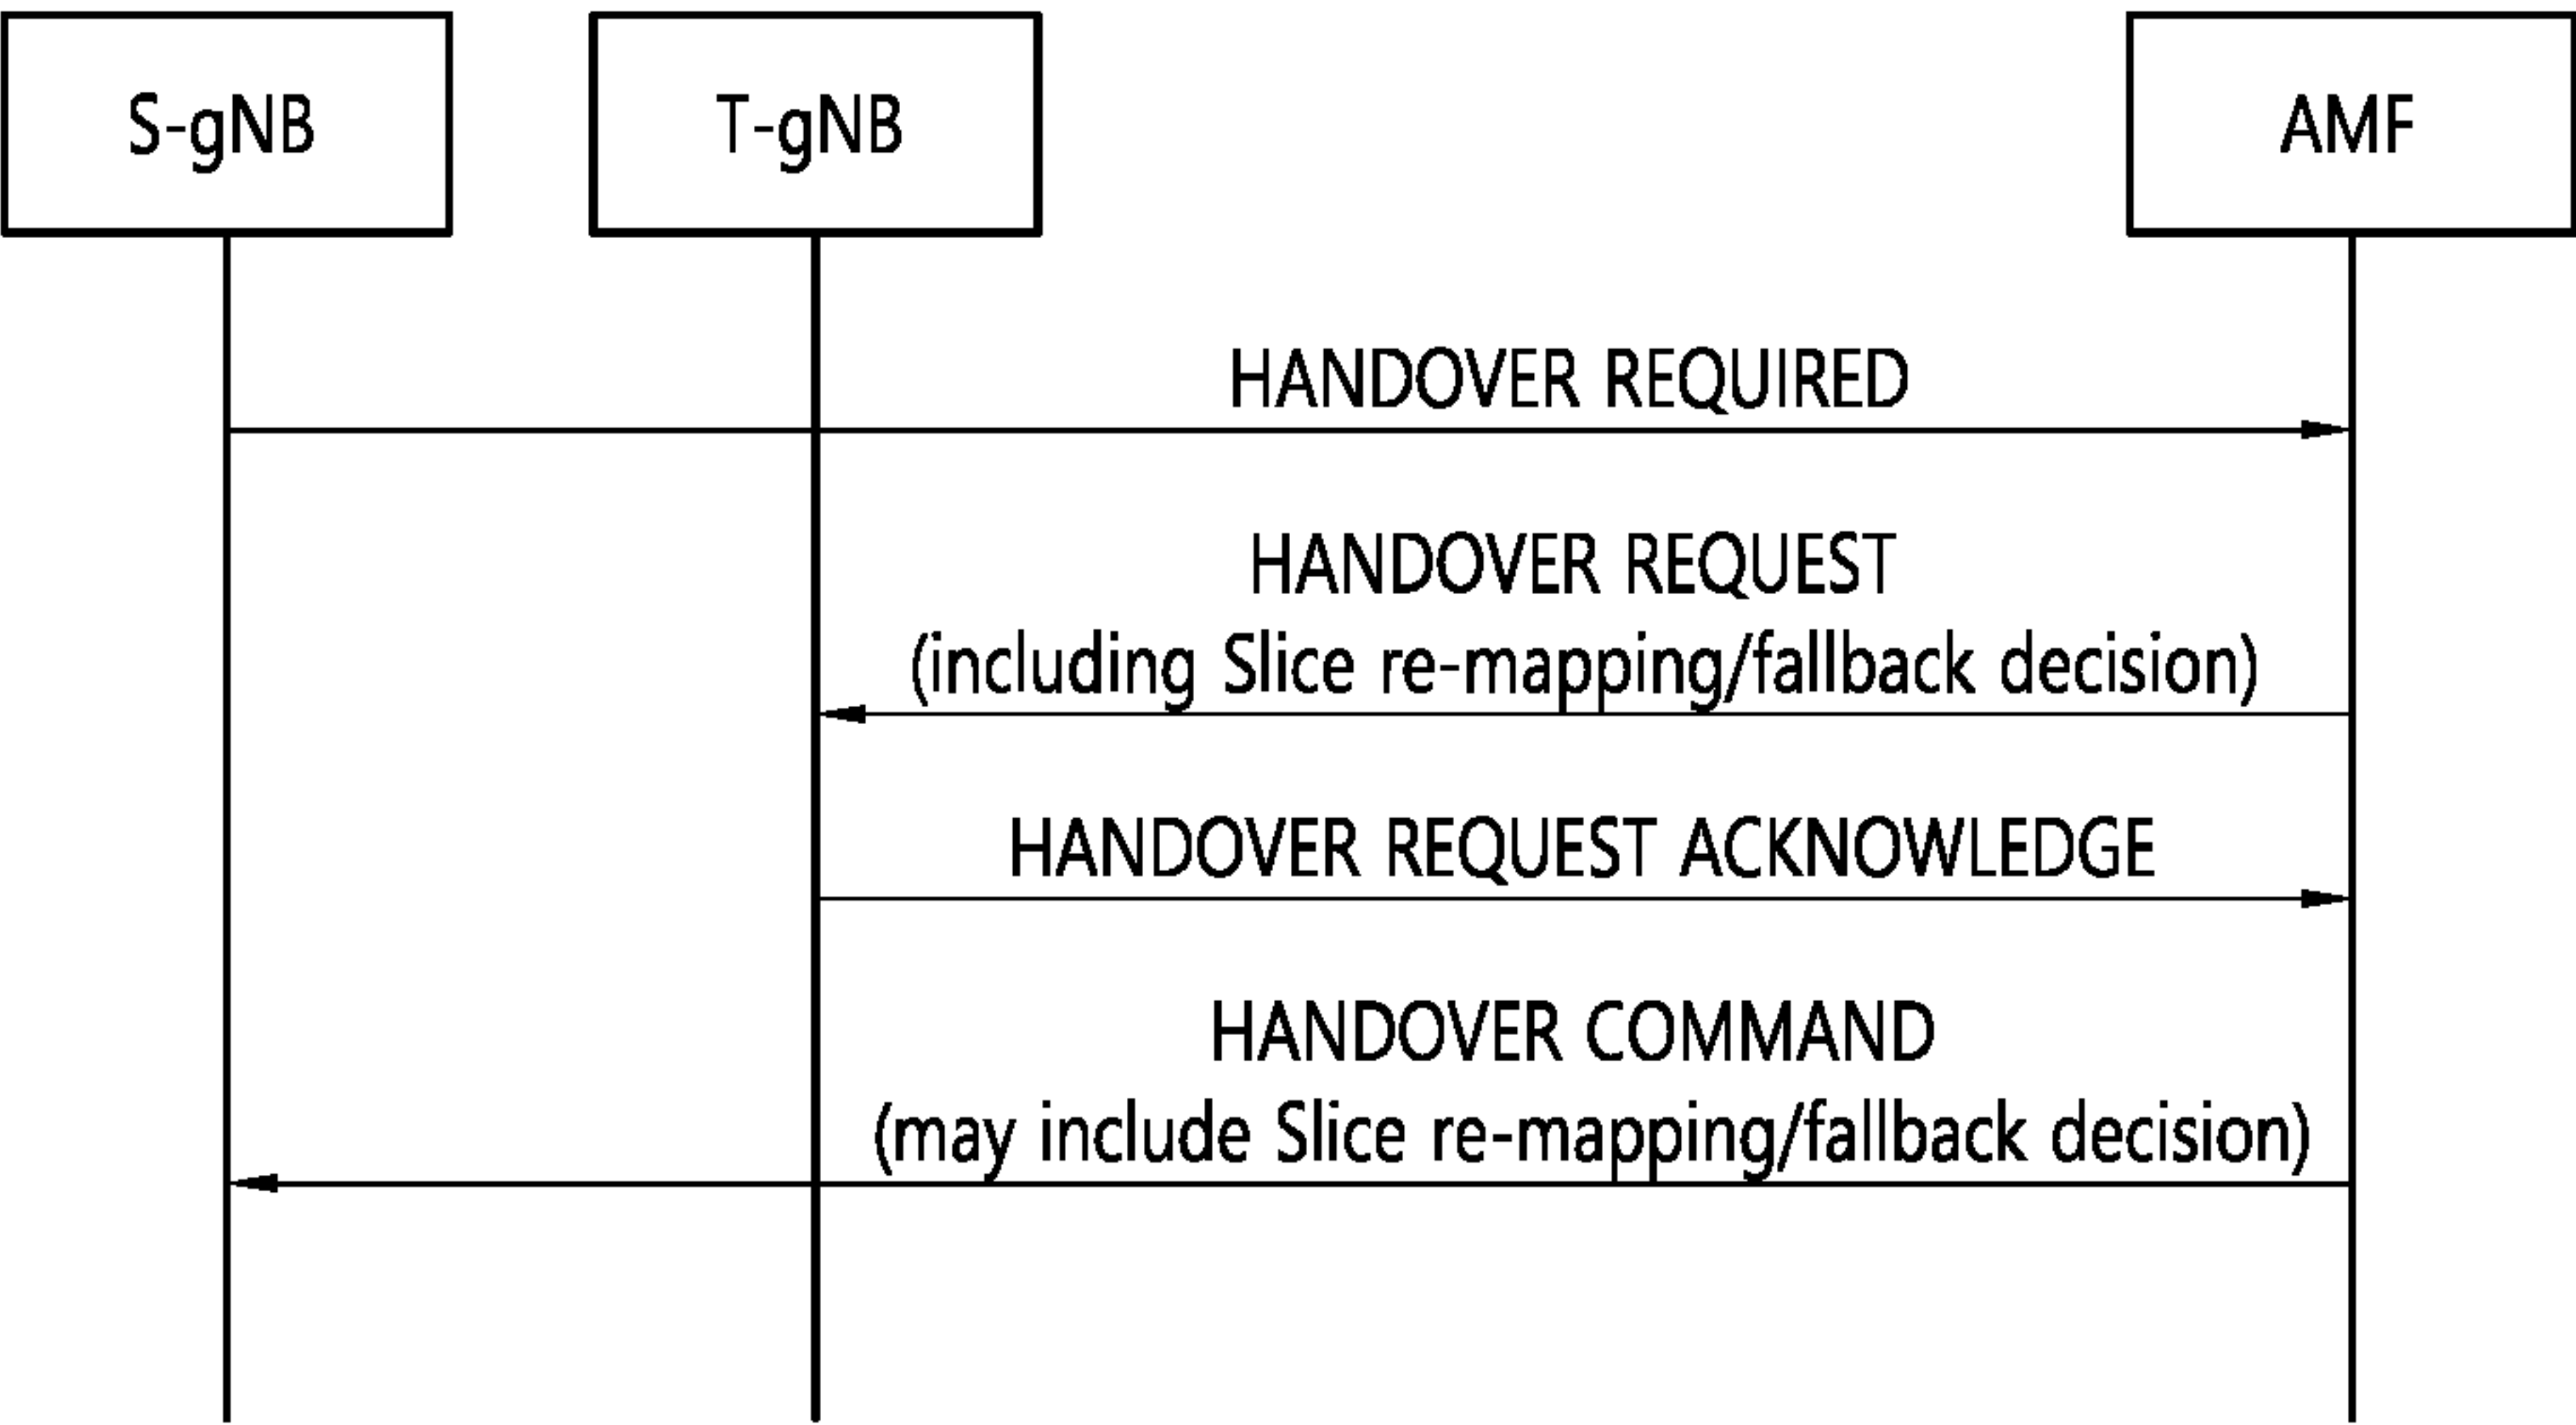 S-gNB
T-gNB
AMF
HANDOVER REQUIRED
HANDOVER REQUEST
(including Slice re-mapping/fallback decision)
HANDOVER REQUEST ACKNOWLEDGE
HANDOVER COMMAND
(may include Slice re-mapping/fallback decision)